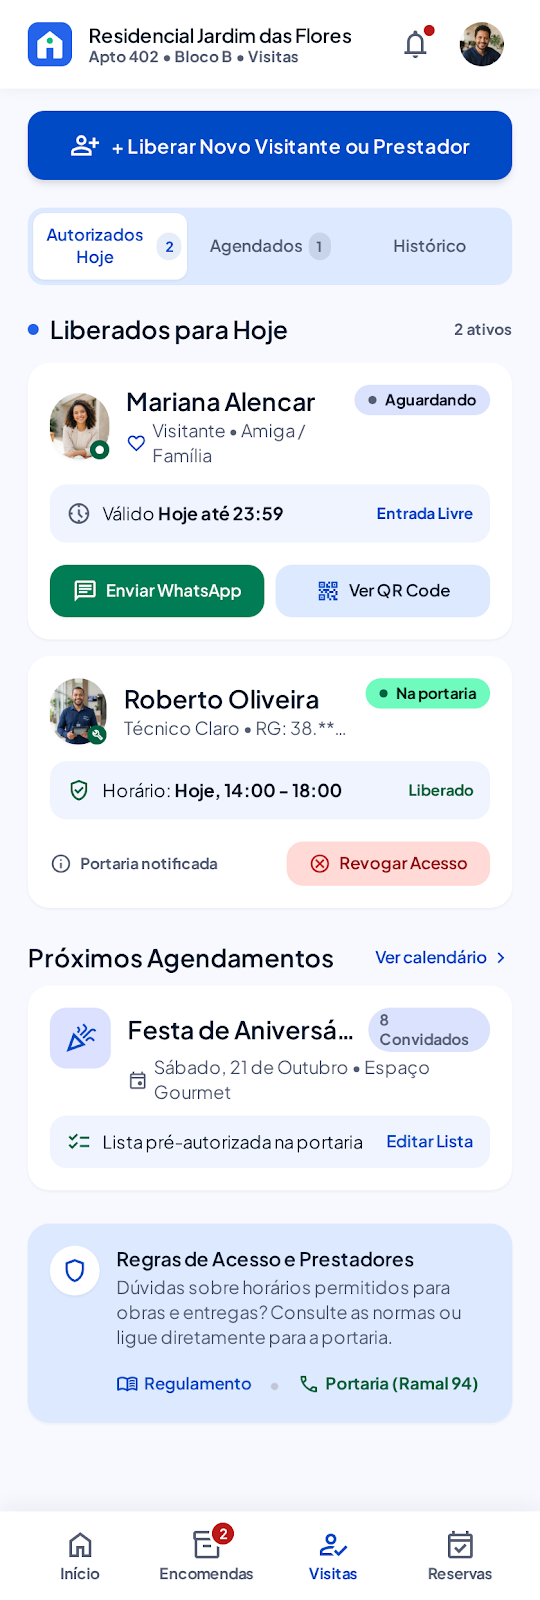 Residencial Jardim das Flores
Apto 402 • Bloco B • Visitas
+ Liberar Novo Visitante ou Prestador
Autorizados
Hoje
2
Agendados 1
Histórico
Liberados para Hoje
2 ativos
Mariana Alencar
Aguardando
Visitante • Amiga /
Família
Válido Hoje até 23:59
Entrada Livre
Enviar WhatsApp
Ver QR Code
Roberto Oliveira
Na portaria
Técnico Claro • RG: 38.**...
Horário: Hoje, 14:00 - 18:00
Liberado
Portaria notificada
Revogar Acesso
Próximos Agendamentos
Ver calendário
Festa de Aniversá...
8
Convidados
Sábado, 21 de Outubro • Espaço
Gourmet
Lista pré-autorizada na portaria
Editar Lista
Regras de Acesso e Prestadores
Dúvidas sobre horários permitidos para
obras e entregas? Consulte as normas ou
ligue diretamente para a portaria.
Regulamento • Portaria (Ramal 94)
2
Início
Encomendas
Visitas
Reservas